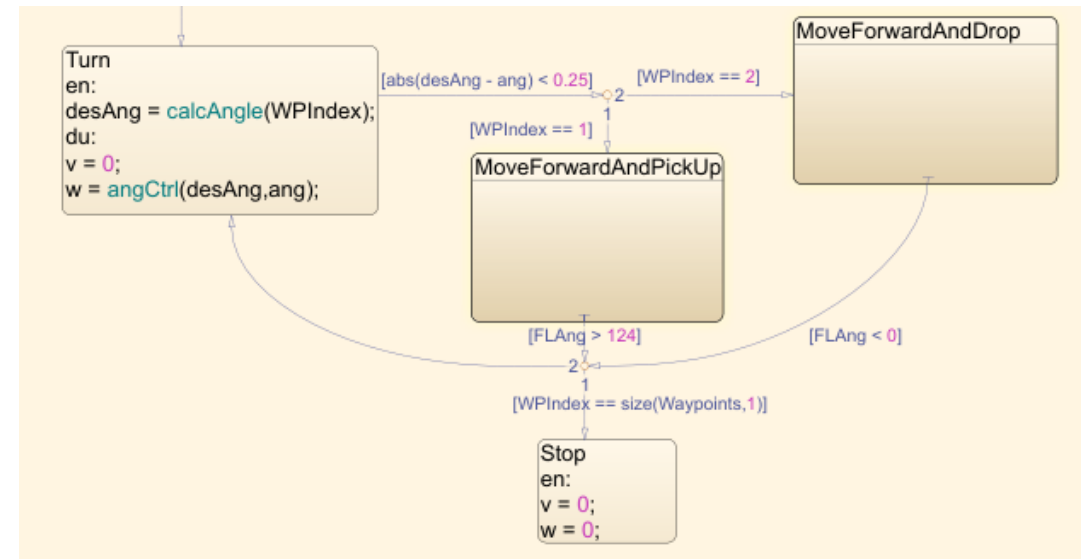 Turn
en:
desAng = calcAngle(WPIndex);
du:
v = 0;
w = angCtrl(desAng,ang);
[abs(desAng - ang) < 0.25]
2
[WPIndex == 2]
1
[WPIndex == 1]
MoveForwardAndDrop
MoveForwardAndPickUp
[FLAng > 124]
[FLAng < 0]
2
1
[WPIndex == size(Waypoints,1)]
Stop
en:
v = 0;
w = 0;